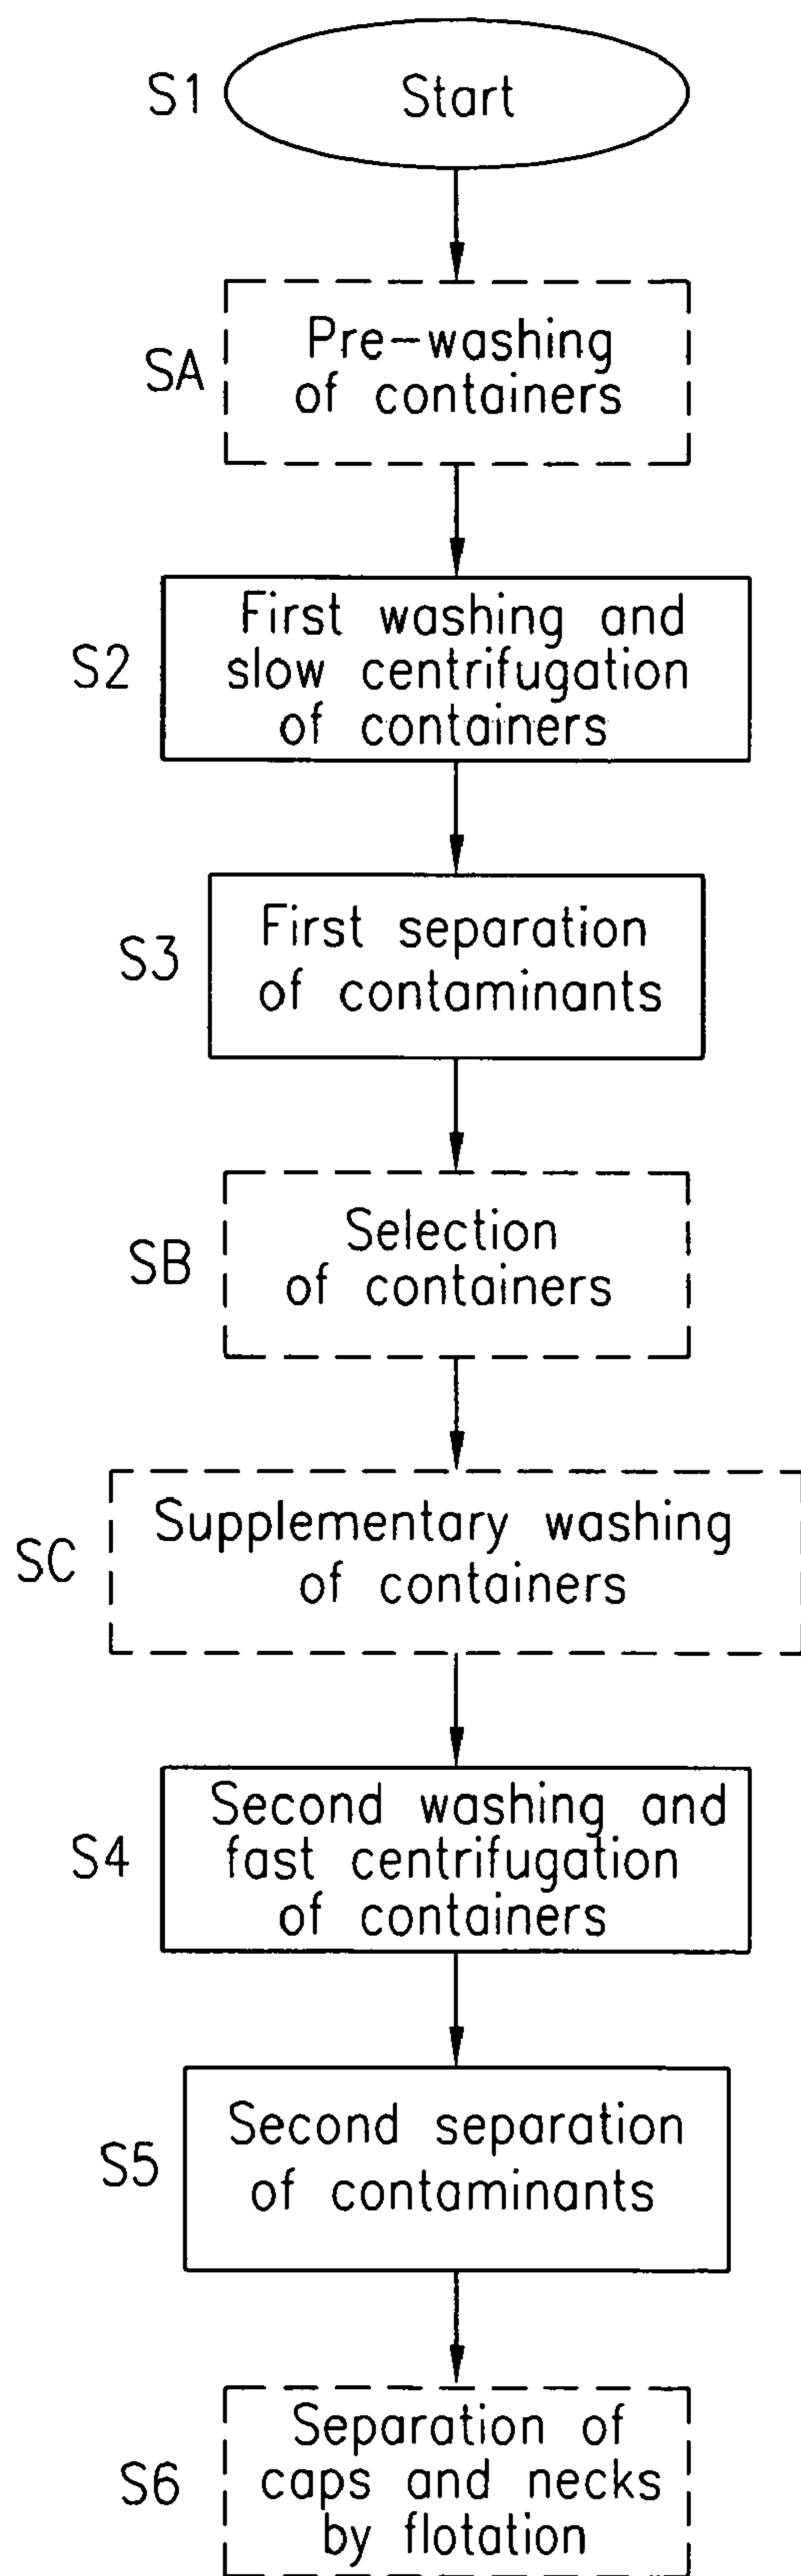 S1
Start
SA
Pre-washing
of containers
S2
First washing and
slow centrifugation
of containers
S3
First separation
of contaminants
SB
Selection
of containers
SC
Supplementary washing
of containers
S4
Second washing and
fast centrifugation
of containers
S5
Second separation
of contaminants
S6
Separation of
caps and necks
by flotation